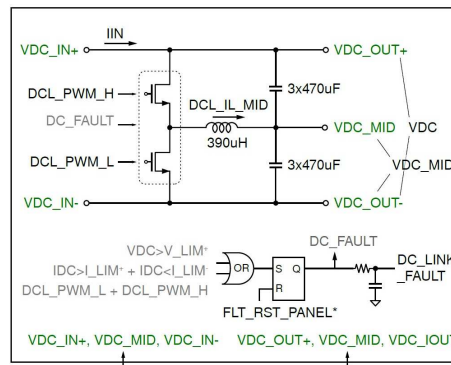 IIN
VDC_IN+
VDC_OUT+
DCL_PWM_H
DCL_IL_MID
3x470uF
DC_FAULT
VDC
VDC_MID
390uH
DCL_PWM_L
VDC_MID
3x470uF
VDC_IN-
VDC_OUT-
VDC>V_LIM+
DC_FAULT
IDC>I_LIM+ + IDC<I_LIM-
OR
S Q
DC_LINK
_FAULT
DCL_PWM_L + DCL_PWM_H
R
FLT_RST_PANEL*
VDC_IN+, VDC_MID, VDC_IN-
VDC_OUT+, VDC_MID, VDC_IOUT